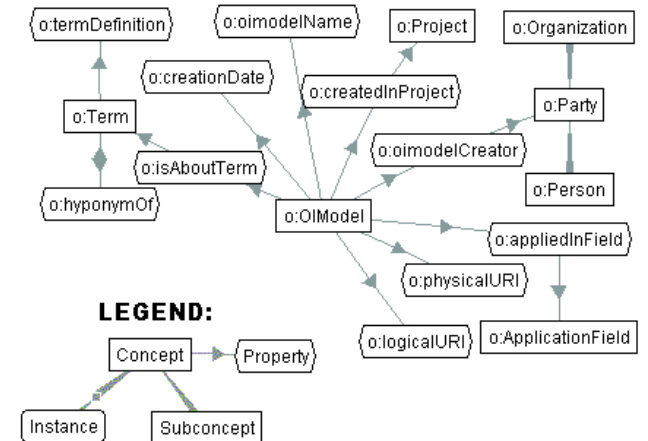 o:termDefinition
o:oimodelName
o:Project
o:Organization
o:creationDate
o:createdInProject
o:Term
o:Party
o:isAboutTerm
o:oimodelCreator
o:hyponymOf
o:Person
o:OIModel
o:appliedInField
o:physicalURI
LEGEND:
o:logicalURI
o:ApplicationField
Concept
Property
Instance
Subconcept